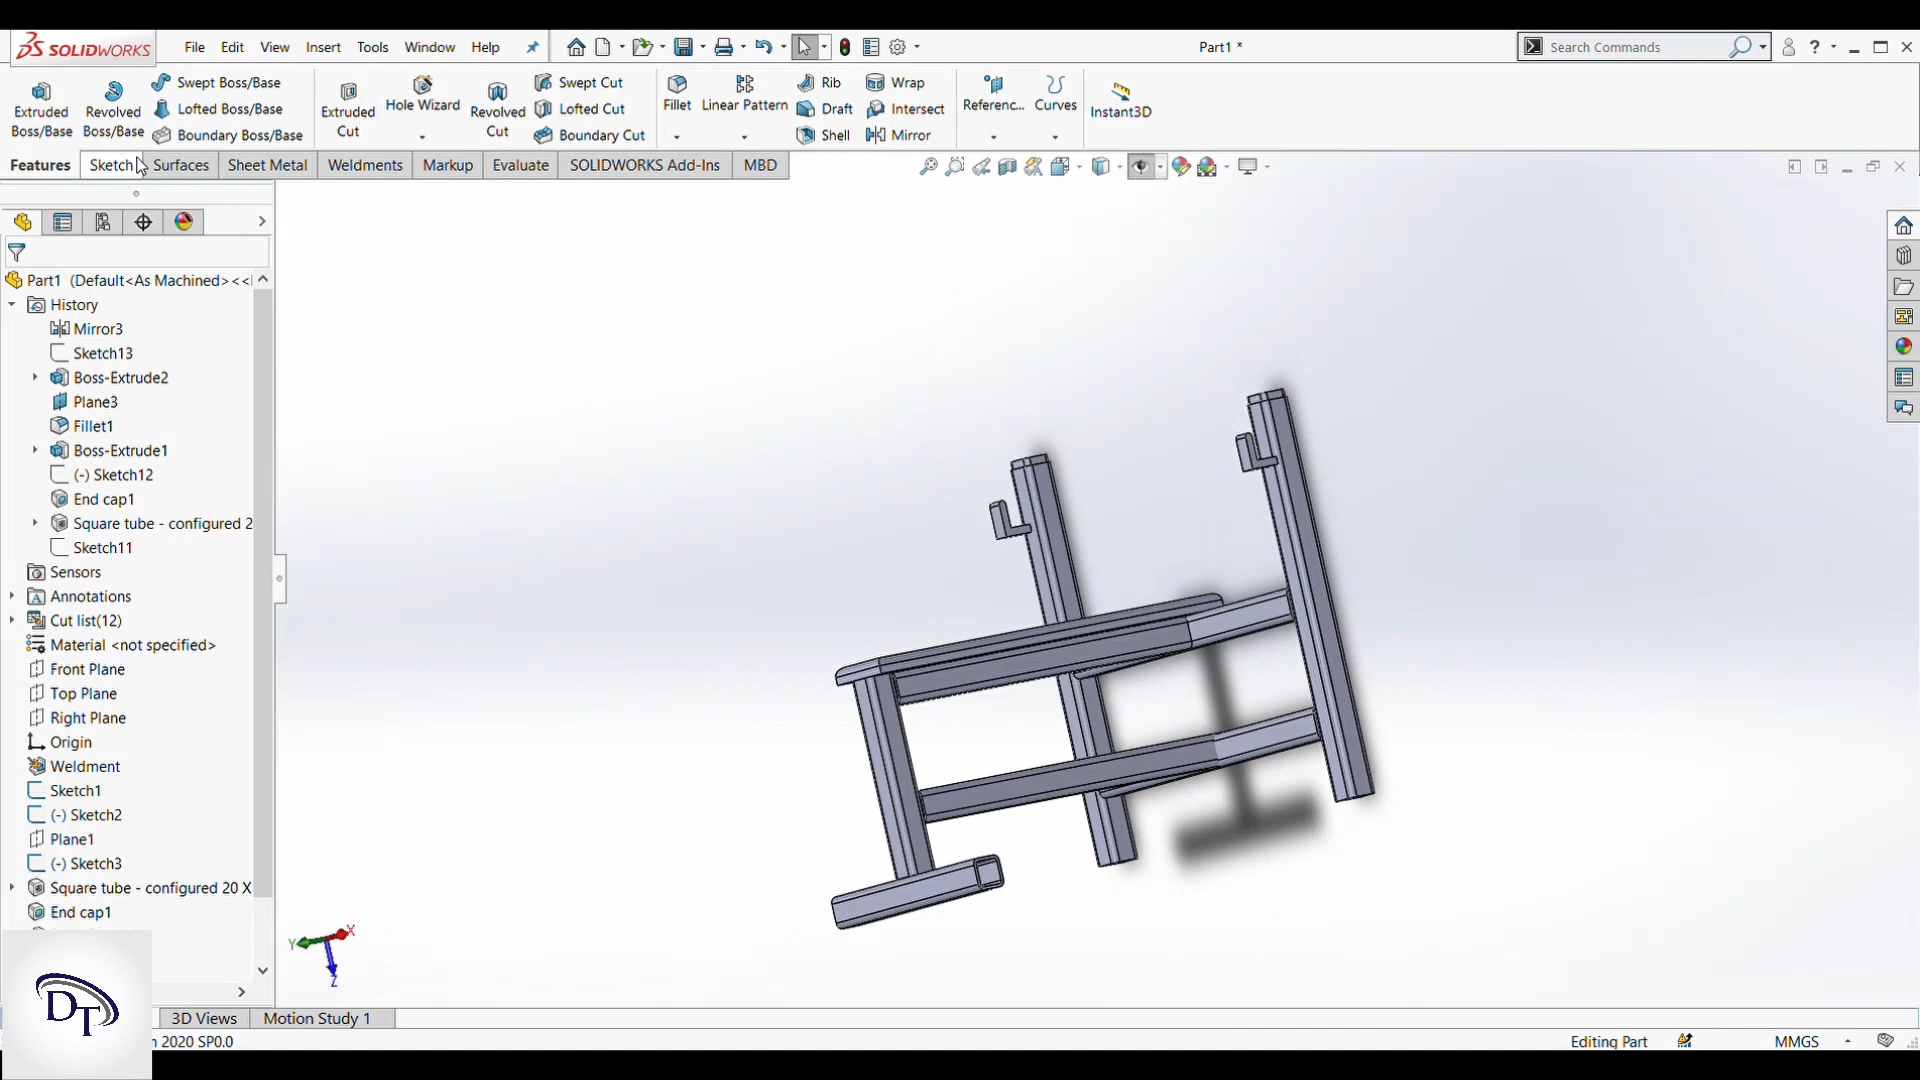 SOLIDWORKS File Edit View Insert Tools Window Help Part1 * Search Commands ?
Extruded Boss/Base
Revolved Boss/Base
Swept Boss/Base
Lofted Boss/Base
Boundary Boss/Base
Extruded Cut
Hole Wizard
Revolved Cut
Swept Cut
Lofted Cut
Boundary Cut
Fillet
Linear Pattern
Rib
Draft
Shell
Wrap
Intersect
Mirror
Referenc...
Curves
Instant3D
Features Sketch Surfaces Sheet Metal Weldments Markup Evaluate SOLIDWORKS Add-Ins MBD
Part1 (Default<As Machined><<
History
Mirror3
Sketch13
Boss-Extrude2
Plane3
Fillet1
Boss-Extrude1
(-) Sketch12
End cap1
Square tube - configured 2
Sketch11
Sensors
Annotations
Cut list(12)
Material <not specified>
Front Plane
Top Plane
Right Plane
Origin
Weldment
Sketch1
(-) Sketch2
Plane1
(-) Sketch3
Square tube - configured 20 X
End cap1
Y X
Z
DT
3D Views Motion Study 1
2020 SP0.0 Editing Part MMGS